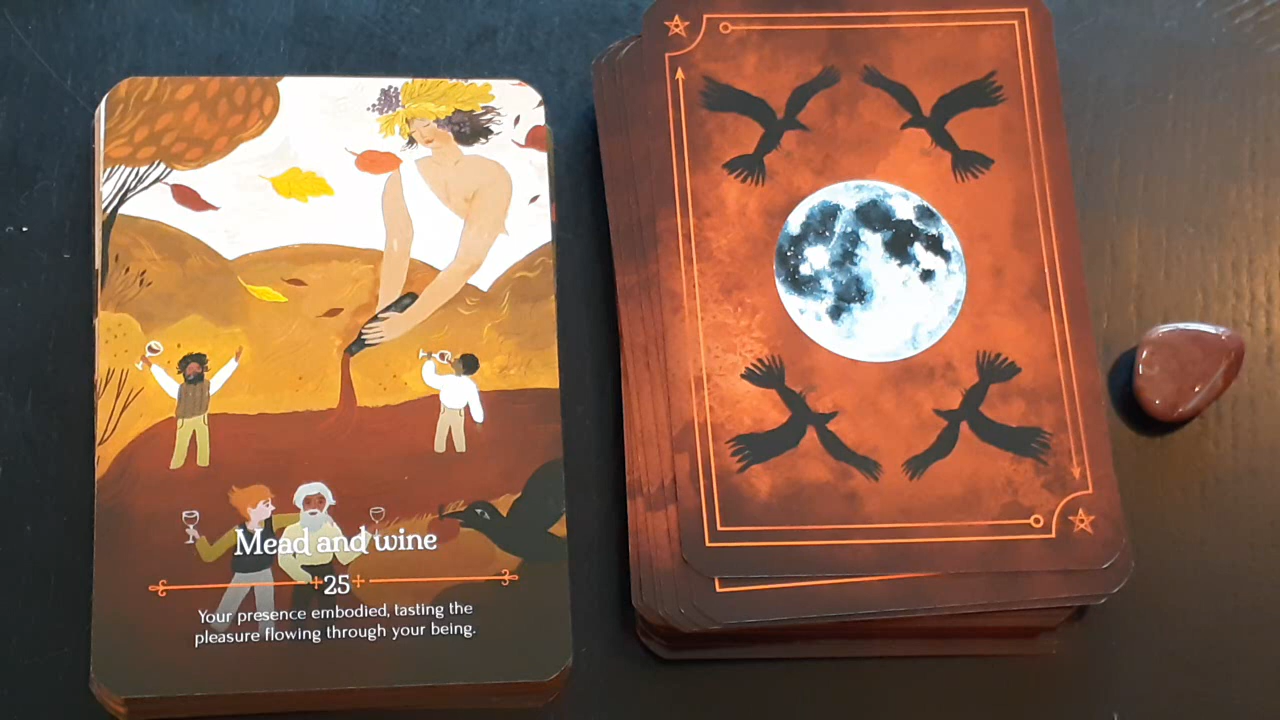 Mead and wine
25
Your presence embodied, tasting the
pleasure flowing through your being.